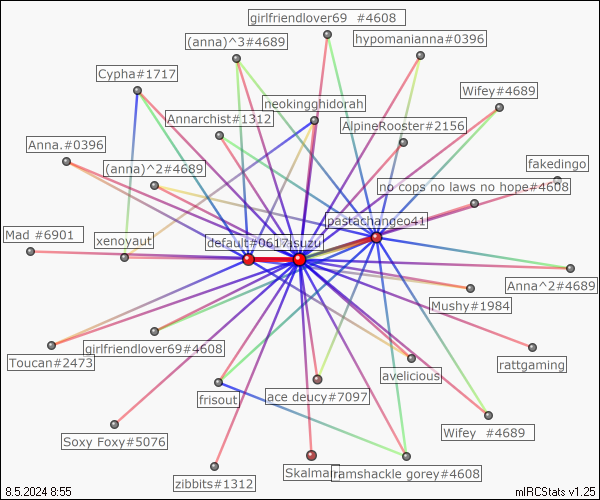 girlfriendlover69 #4608
(anna)^3#4689
hypomanianna#0396
Cypha#1717
Wifey#4689
neokingghidorah
Annarchist#1312
AlpineRooster#2156
Anna.#0396
(anna)^2#4689
fakedingo
no cops no laws no hope#4608
pastachangeo41
Mad #6901
xenoyaut
default#0617
Anna^2#4689
Mushy#1984
Toucan#2473
girlfriendlover69#4608
avelicious
rattgaming
frisout
ace deucy#7097
Soxy Foxy#5076
Wifey #4689
zibbits#1312
ramshackle gorey#4608
8.5.2024 8:55
mIRCStats v1.25